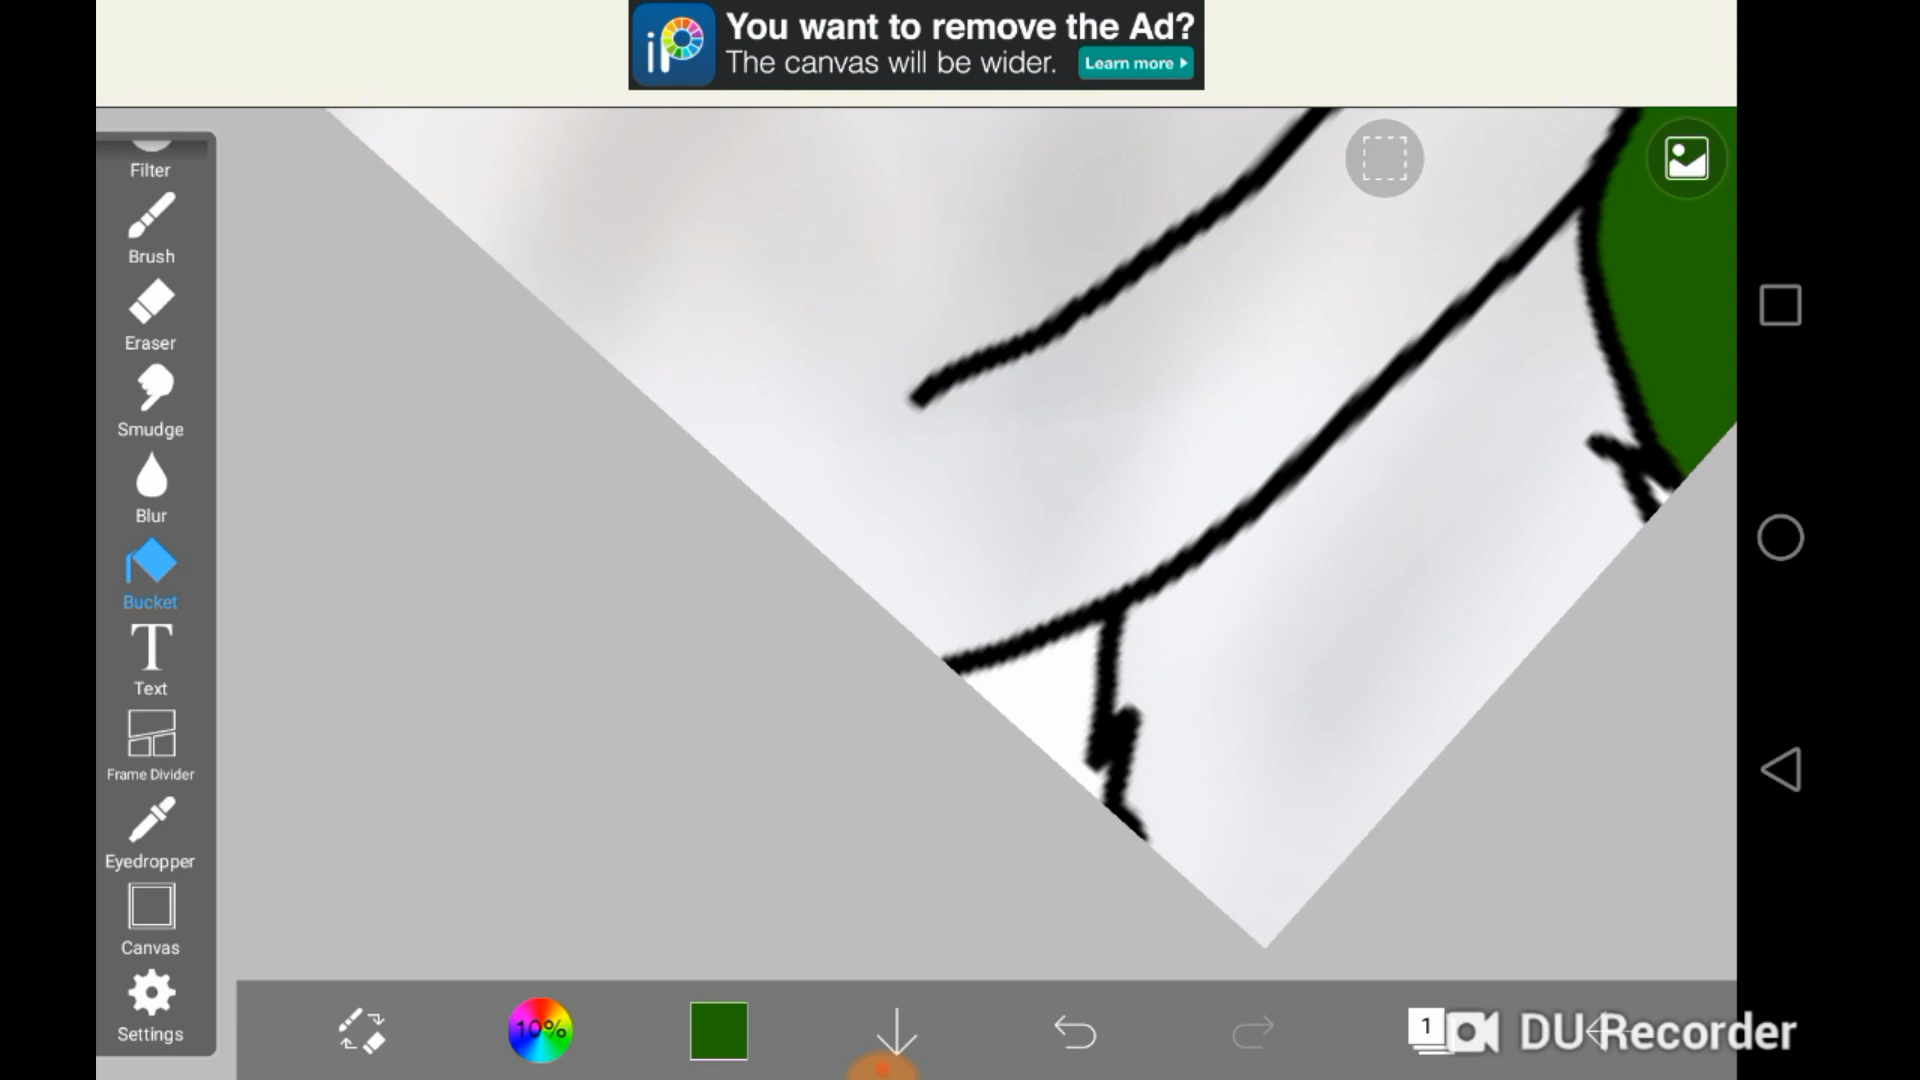 iP
You want to remove the Ad?
The canvas will be wider.
Learn more
Filter
Brush
Eraser
Smudge
Blur
Bucket
Text
Frame Divider
Eyedropper
Canvas
Settings
10%
1
DU Recorder